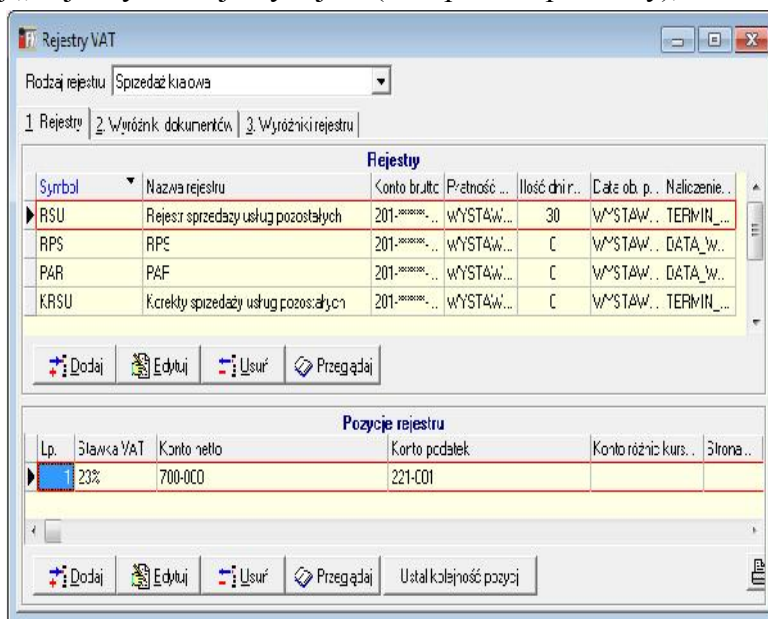 Rejestry VAT
Rodzaj rejestru Sprzedaż krajowa
1 Rejestry 2. Wyróżnik dokumentów 3. Wyróżniki rejestru
Rejestry
Symbol Nazwa rejestru Konto brutto Płatność ... Ilość dni n... Data ob. p... Naliczenie...
RSU Rejestr sprzedaży usług pozostałych 201-******-... WYSTAW... 30 WYSTAW... TERMIN_...
RPS RPS 201-******-... WYSTAW... 0 WYSTAW... DATA_W...
PAR PAR 201-******-... WYSTAW... 0 WYSTAW... DATA_W...
KRSU Korekty sprzedaży usług pozostałych 201-******-... WYSTAW... 0 WYSTAW... TERMIN_...
Dodaj Edytuj Usuń Przeglądaj
Pozycje rejestru
Lp. Stawka VAT Konto netto Konto podatek Konto różnic kurs... Strona ...
1 23% 700-000 221-001
Dodaj Edytuj Usuń Przeglądaj Ustal kolejność pozycji